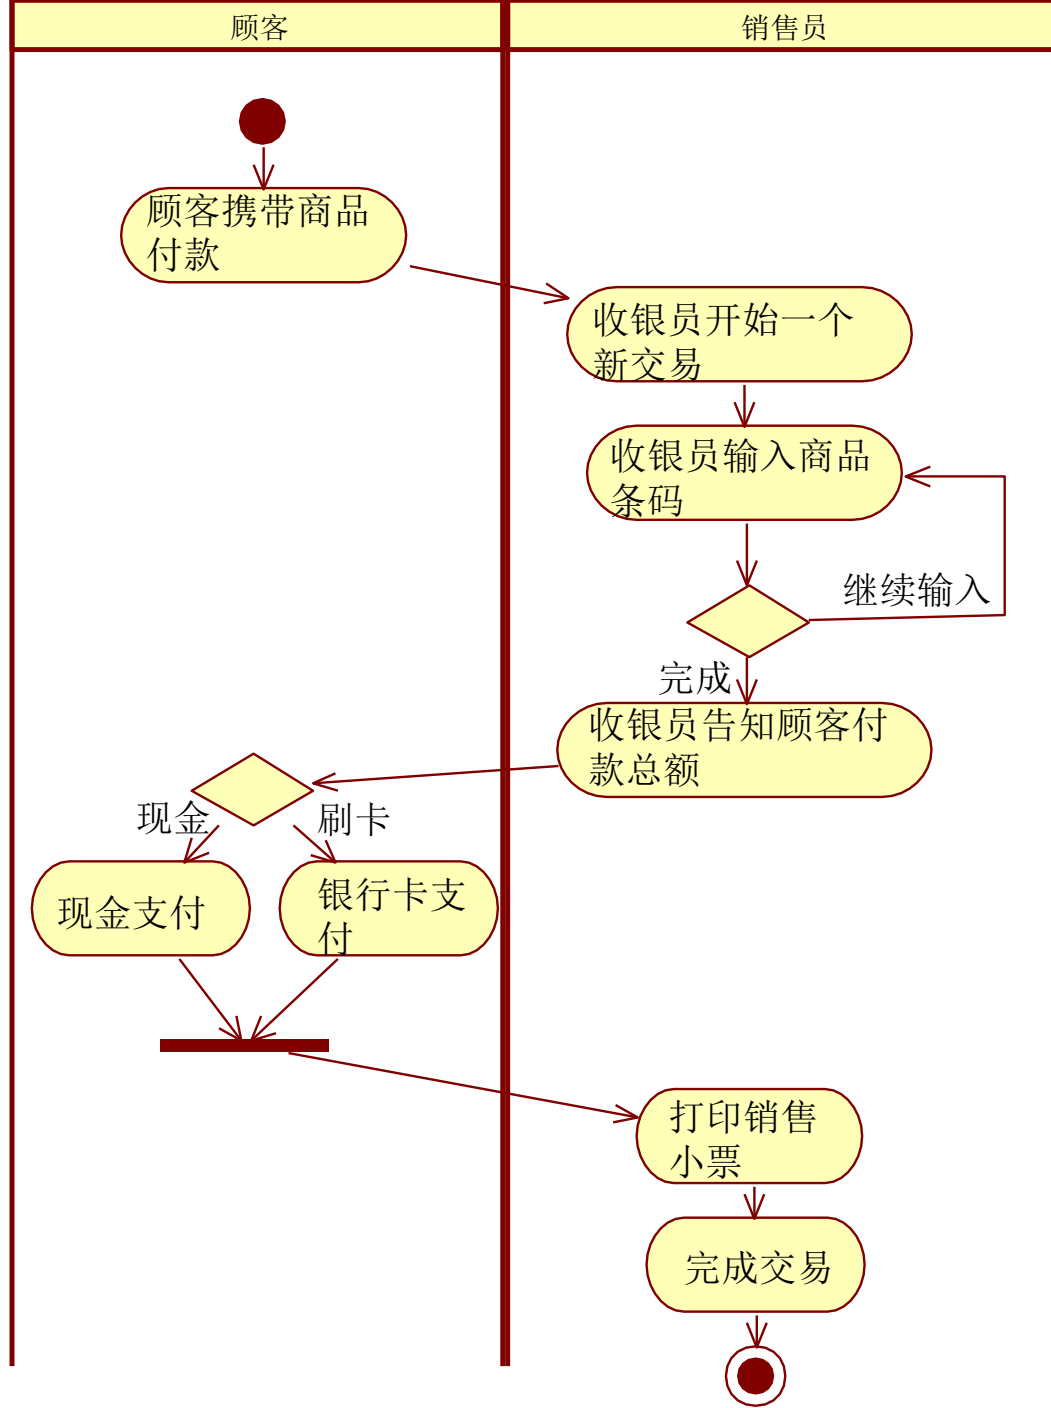 顾客
销售员
顾客携带商品
付款
收银员开始一个
新交易
收银员输入商品
条码
继续输入
完成
收银员告知顾客付
款总额
现金
刷卡
现金支付
银行卡支
付
打印销售
小票
完成交易